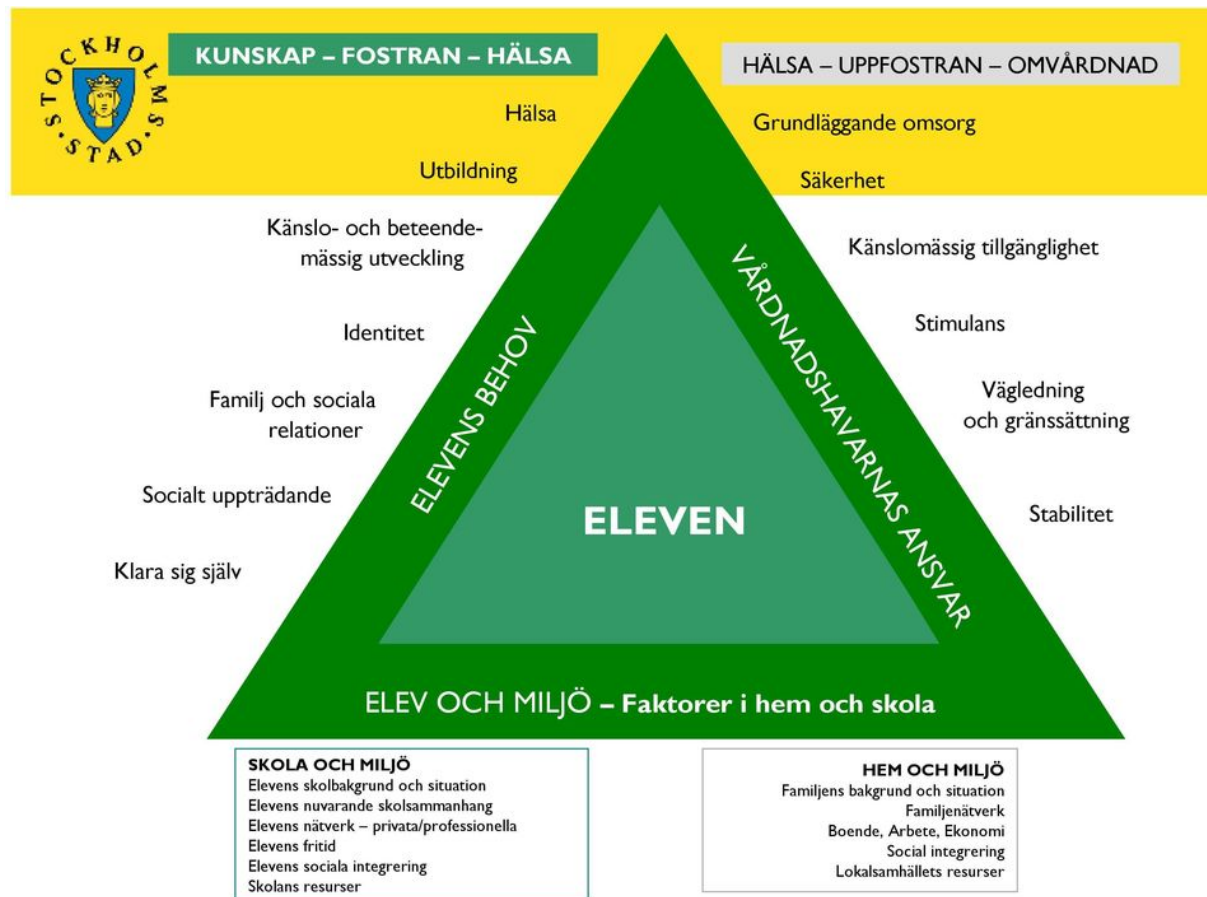 STOCKHOLMS STAD
KUNSKAP – FOSTRAN – HÄLSA
HÄLSA – UPPFOSTRAN – OMVÅRDNAD
Hälsa
Utbildning
Känslo- och beteende-
mässig utveckling
Identitet
Familj och sociala
relationer
Socialt uppträdande
Klara sig själv
ELEVENS BEHOV
ELEVEN
VÅRDNADSHAVARNAS ANSVAR
Grundläggande omsorg
Säkerhet
Känslomässig tillgänglighet
Stimulans
Vägledning
och gränssättning
Stabilitet
ELEV OCH MILJÖ – Faktorer i hem och skola
SKOLA OCH MILJÖ
Elevens skolbakgrund och situation
Elevens nuvarande skolsammanhang
Elevens nätverk – privata/professionella
Elevens fritid
Elevens sociala integrering
Skolans resurser
HEM OCH MILJÖ
Familjens bakgrund och situation
Familjenätverk
Boende, Arbete, Ekonomi
Social integrering
Lokalsamhällets resurser